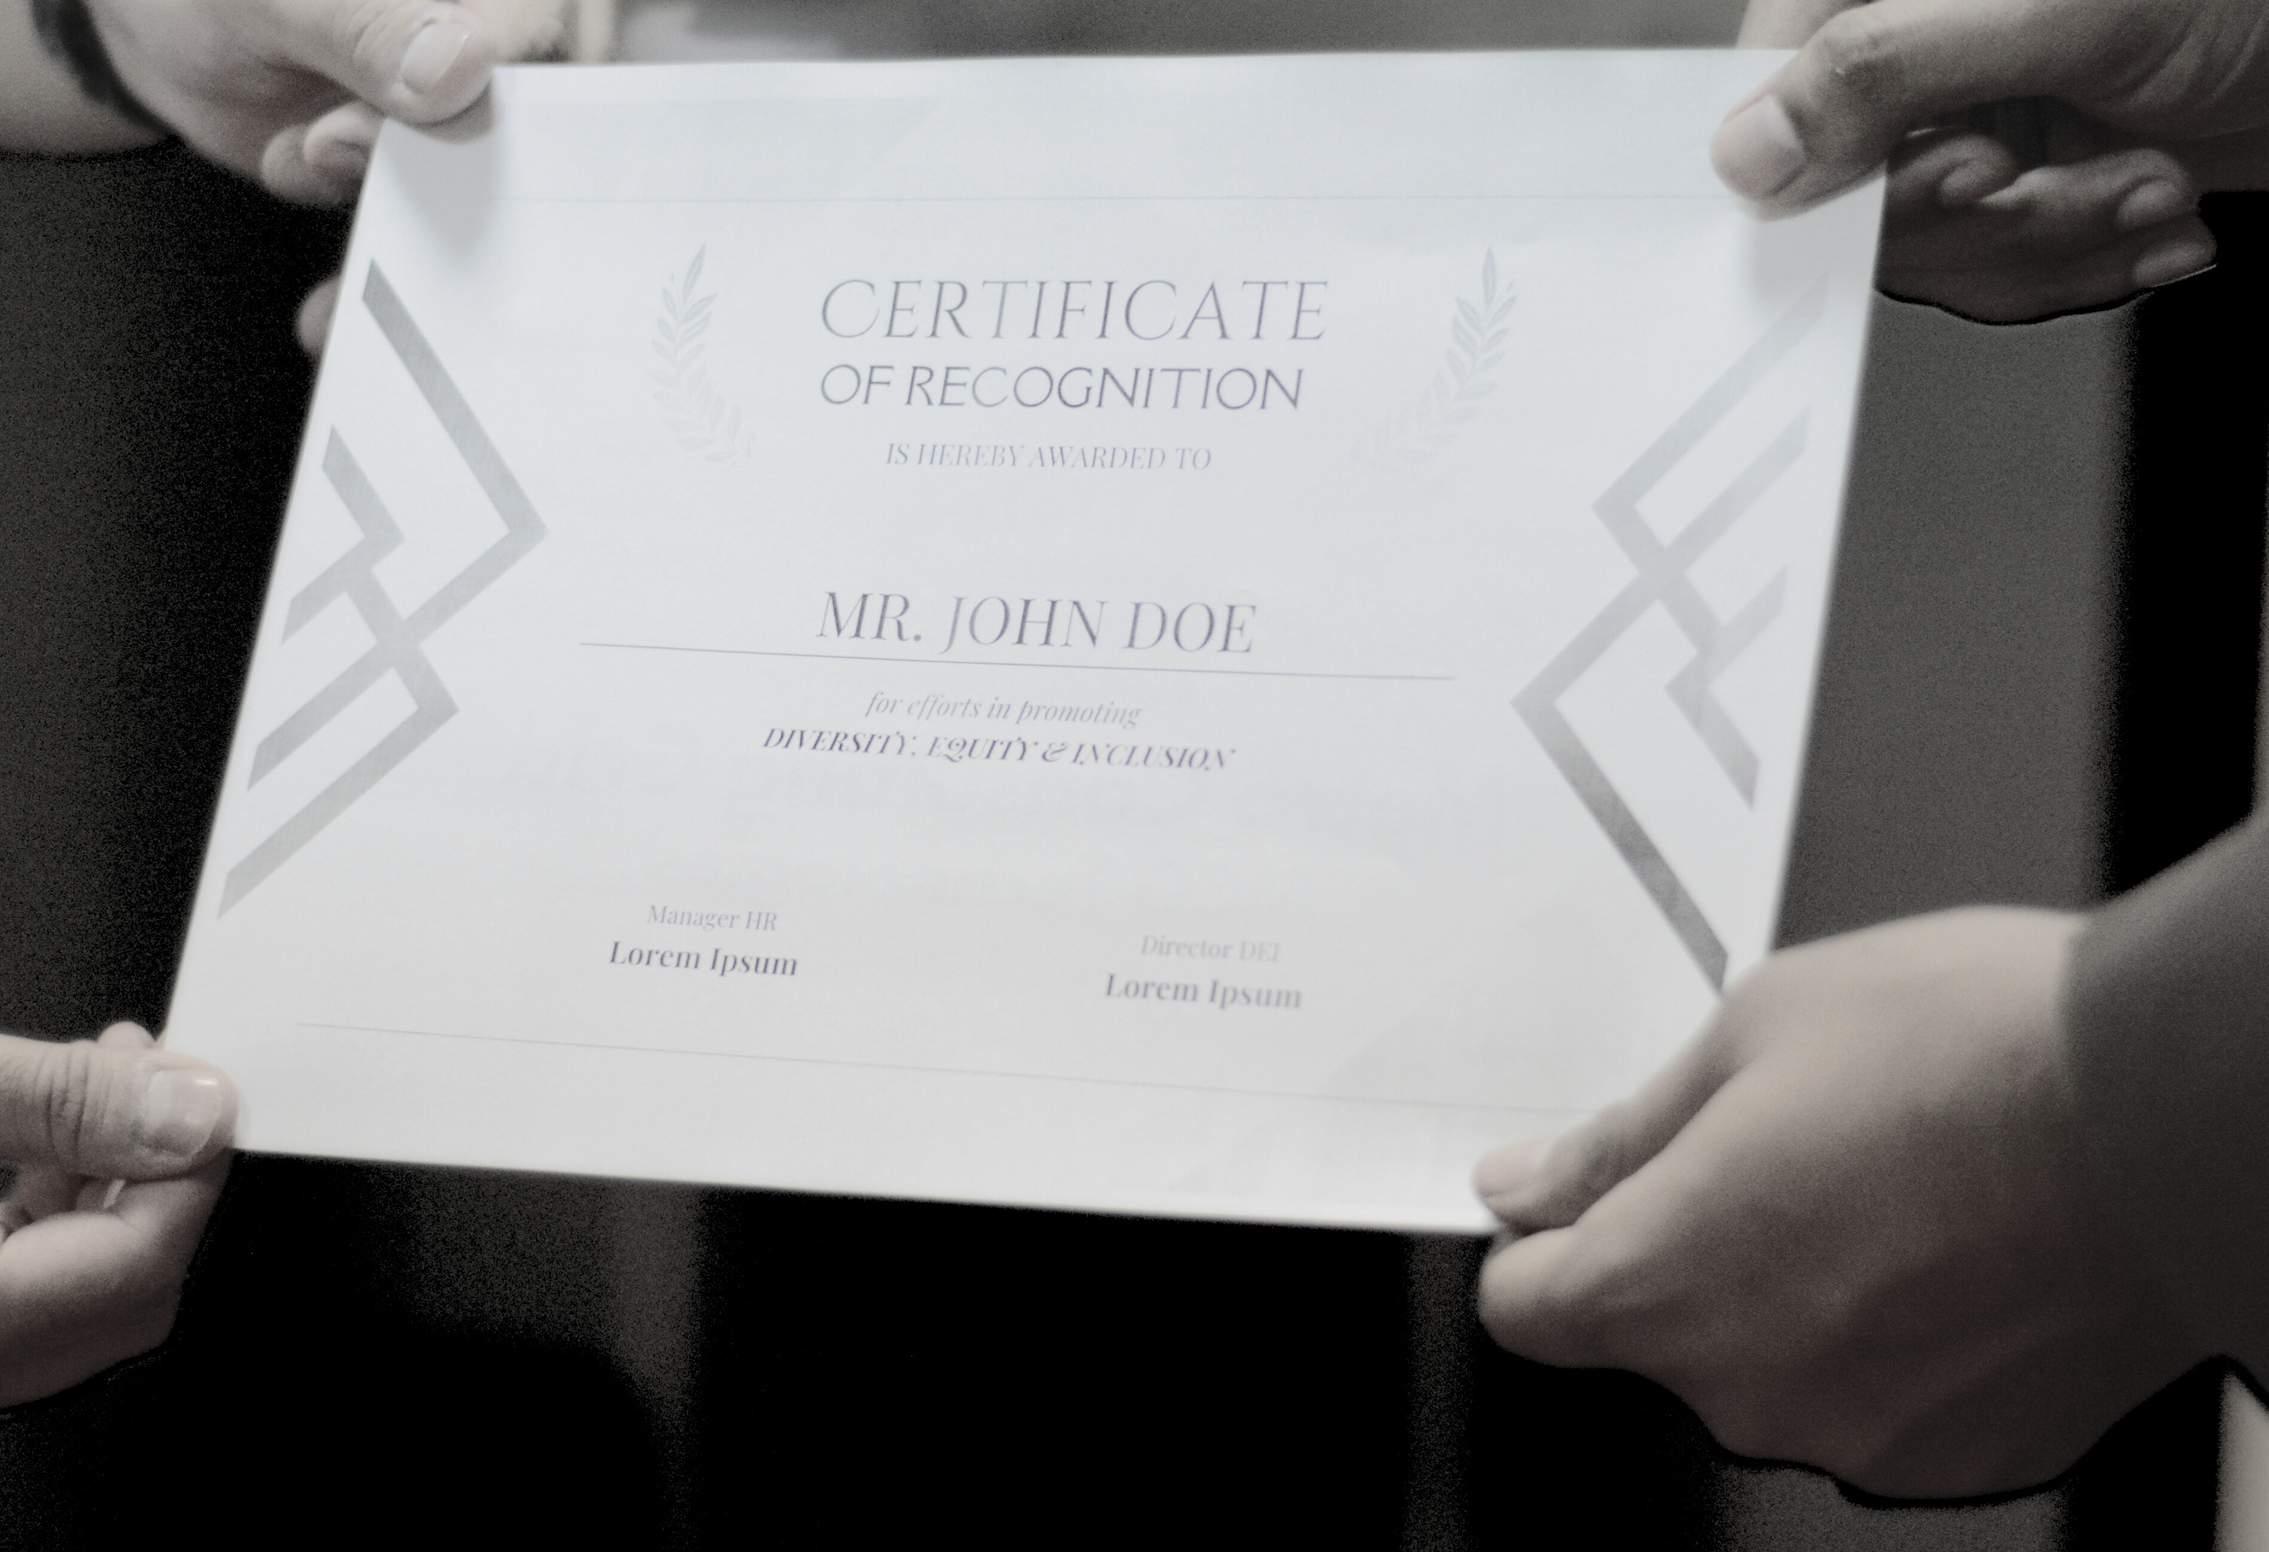 CERTIFICATE
OF RECOGNITION
IS HEREBY AWARDED TO
MR. JOHN DOE
for efforts in promoting
DIVERSITY, EQUITY & INCLUSION
Manager HR
Lorem Ipsum
Director DEI
Lorem Ipsum